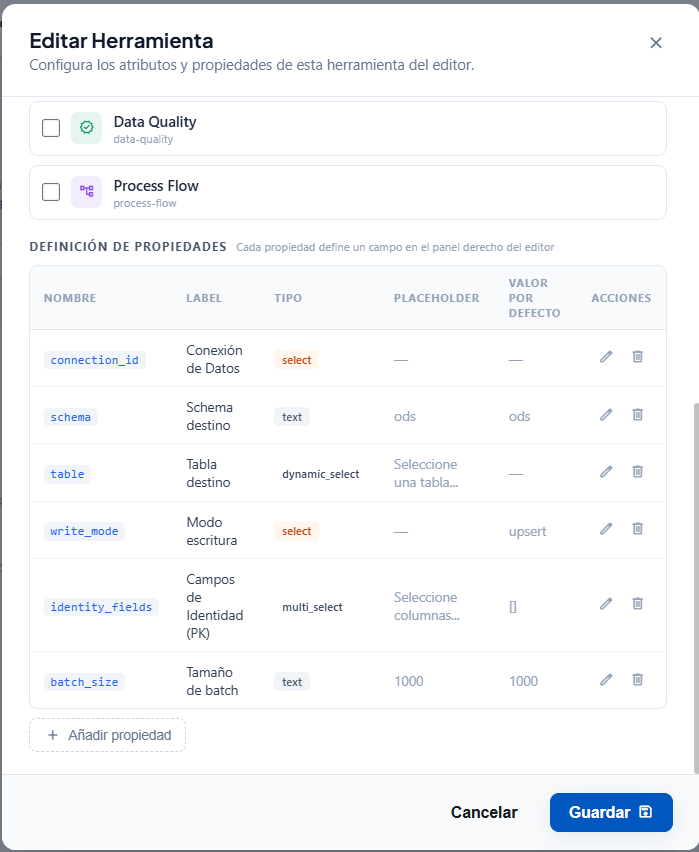 Editar Herramienta
Configura los atributos y propiedades de esta herramienta del editor.
Data Quality
data-quality
Process Flow
process-flow
DEFINICIÓN DE PROPIEDADES Cada propiedad define un campo en el panel derecho del editor
NOMBRE LABEL TIPO PLACEHOLDER VALOR POR DEFECTO ACCIONES
connection_id Conexión de Datos select — —
schema Schema destino text ods ods
table Tabla destino dynamic_select Seleccione una tabla... —
write_mode Modo escritura select — upsert
identity_fields Campos de Identidad (PK) multi_select Seleccione columnas... []
batch_size Tamaño de batch text 1000 1000
+ Añadir propiedad
Cancelar Guardar